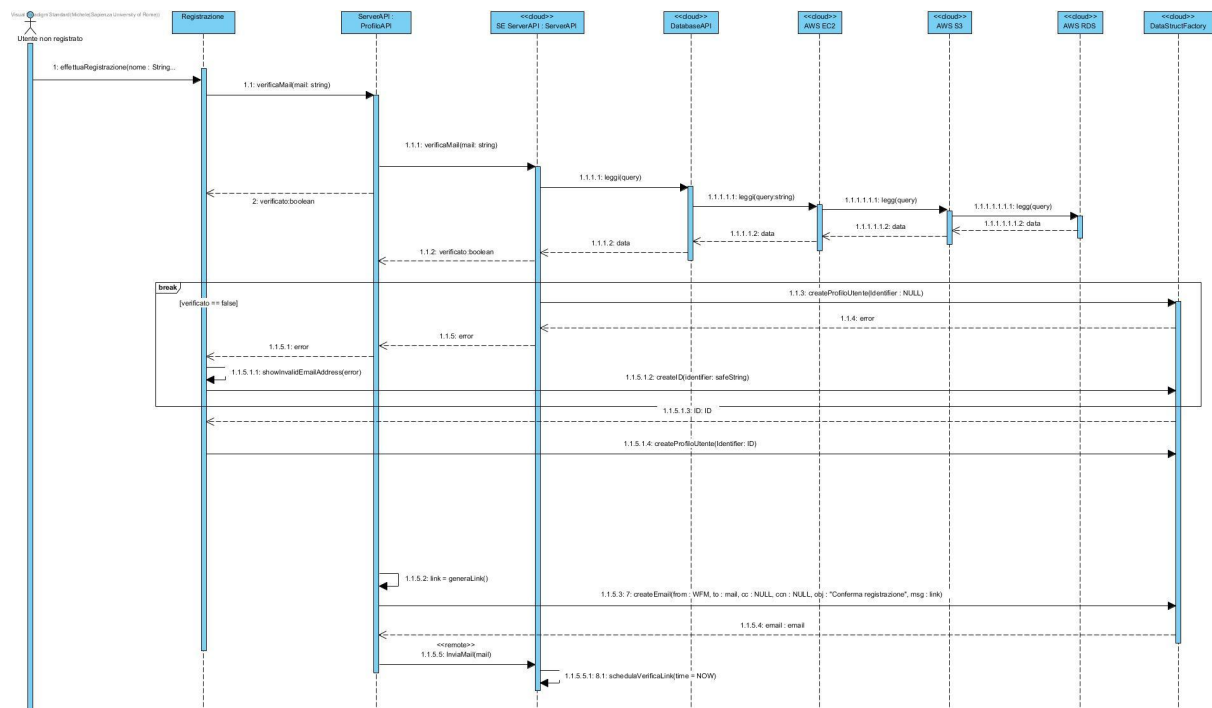 Visual Paradigm Standard(Michele(Sapienza University of Rome))
Utente non registrato
Registrazione
ServerAPI :
ProfiloAPI
<<cloud>>
SE ServerAPI : ServerAPI
<<cloud>>
DatabaseAPI
<<cloud>>
AWS EC2
<<cloud>>
AWS S3
<<cloud>>
AWS RDS
<<cloud>>
DataStructFactory
1: effettuaRegistrazione(nome : String...
1.1: verificaMail(mail: string)
1.1.1: verificaMail(mail: string)
1.1.1.1: leggi(query)
1.1.1.1.1: leggi(query:string)
1.1.1.1.1.1: legg(query)
1.1.1.1.1.1.1: legg(query)
2: verificato:boolean
1.1.1.1.1.1.2: data
1.1.1.1.1.2: data
1.1.1.1.2: data
1.1.1.2: data
1.1.2: verificato:boolean
break
[verificato == false]
1.1.3: createProfiloUtente(Identifier : NULL)
1.1.4: error
1.1.5: error
1.1.5.1: error
1.1.5.1.1: showInvalidEmailAddress(error)
1.1.5.1.2: createID(identifier: safeString)
1.1.5.1.3: ID: ID
1.1.5.1.4: createProfiloUtente(Identifier: ID)
1.1.5.2: link = generaLink()
1.1.5.3: 7: createEmail(from : WFM, to : mail, cc : NULL, ccn : NULL, obj : "Conferma registrazione", msg : link)
1.1.5.4: email : email
<<remote>>
1.1.5.5: InviaMail(mail)
1.1.5.5.1: 8.1: schedulaVerificaLink(time = NOW)